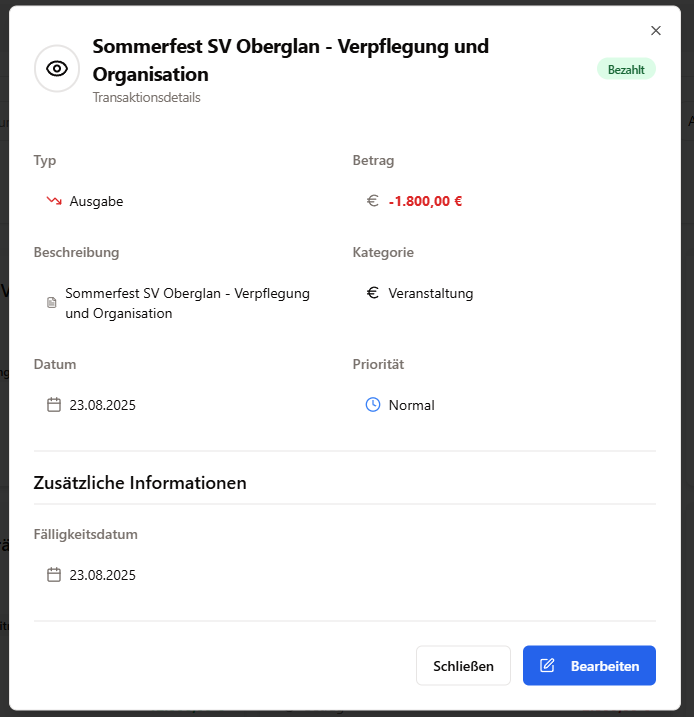 Sommerfest SV Oberglan - Verpflegung und
Organisation
Transaktionsdetails
Bezahlt
Typ
Ausgabe
Betrag
€ -1.800,00 €
Beschreibung
Sommerfest SV Oberglan - Verpflegung
und Organisation
Kategorie
€ Veranstaltung
Datum
23.08.2025
Priorität
Normal
Zusätzliche Informationen
Fälligkeitsdatum
23.08.2025
Schließen
Bearbeiten